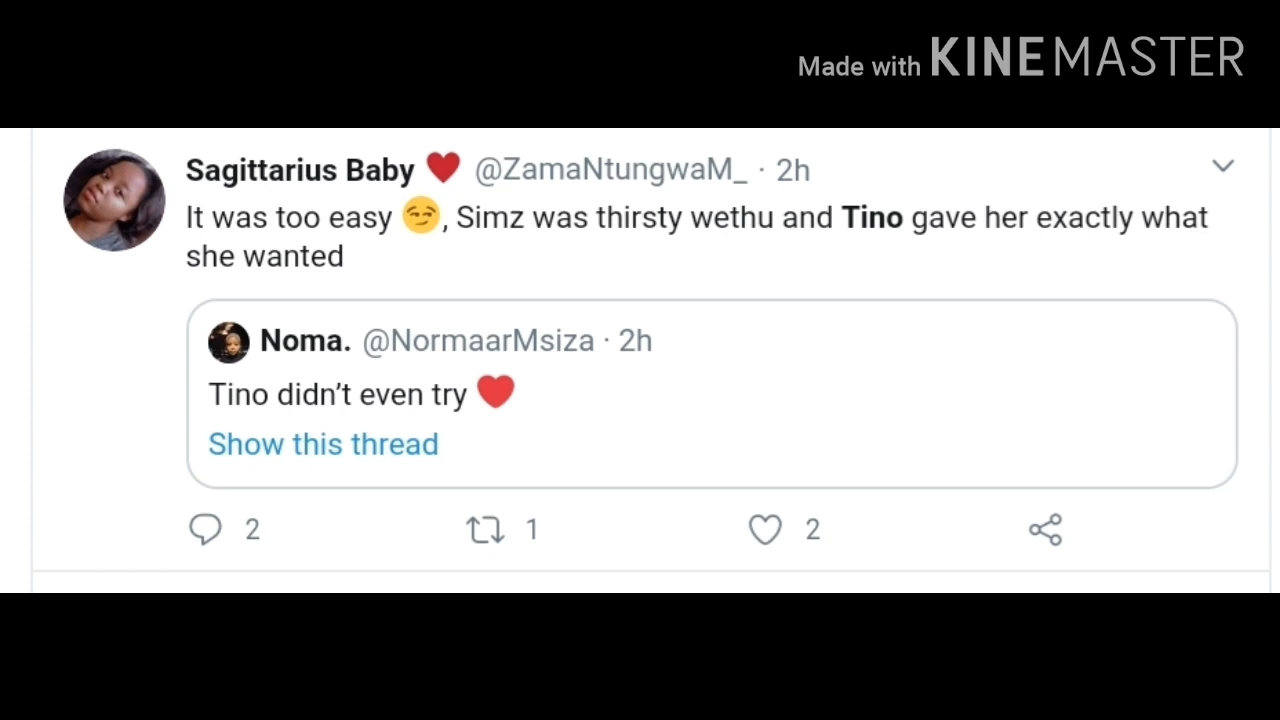 Made with KINEMASTER
Sagittarius Baby ❤️ @ZamaNtungwaM_ · 2h
It was too easy 😏, Simz was thirsty wethu and Tino gave her exactly what
she wanted
Noma. @NormaarMsiza · 2h
Tino didn’t even try ❤️
Show this thread
2 1 2